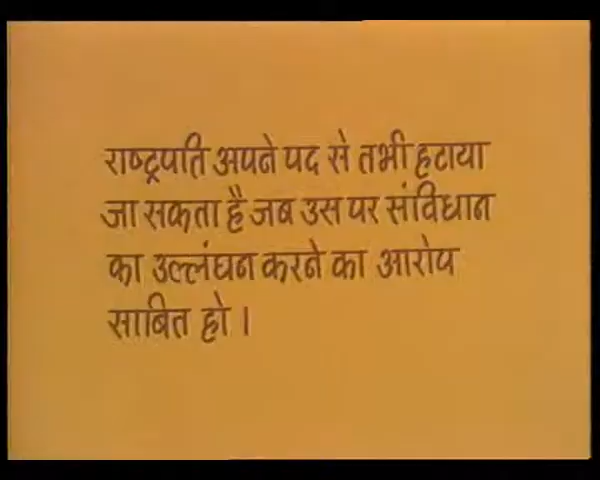 राष्ट्रपति अपने पद से तभी हटाया
जा सकता है जब उस पर संविधान
का उल्लंघन करने का आरोप
साबित हो।